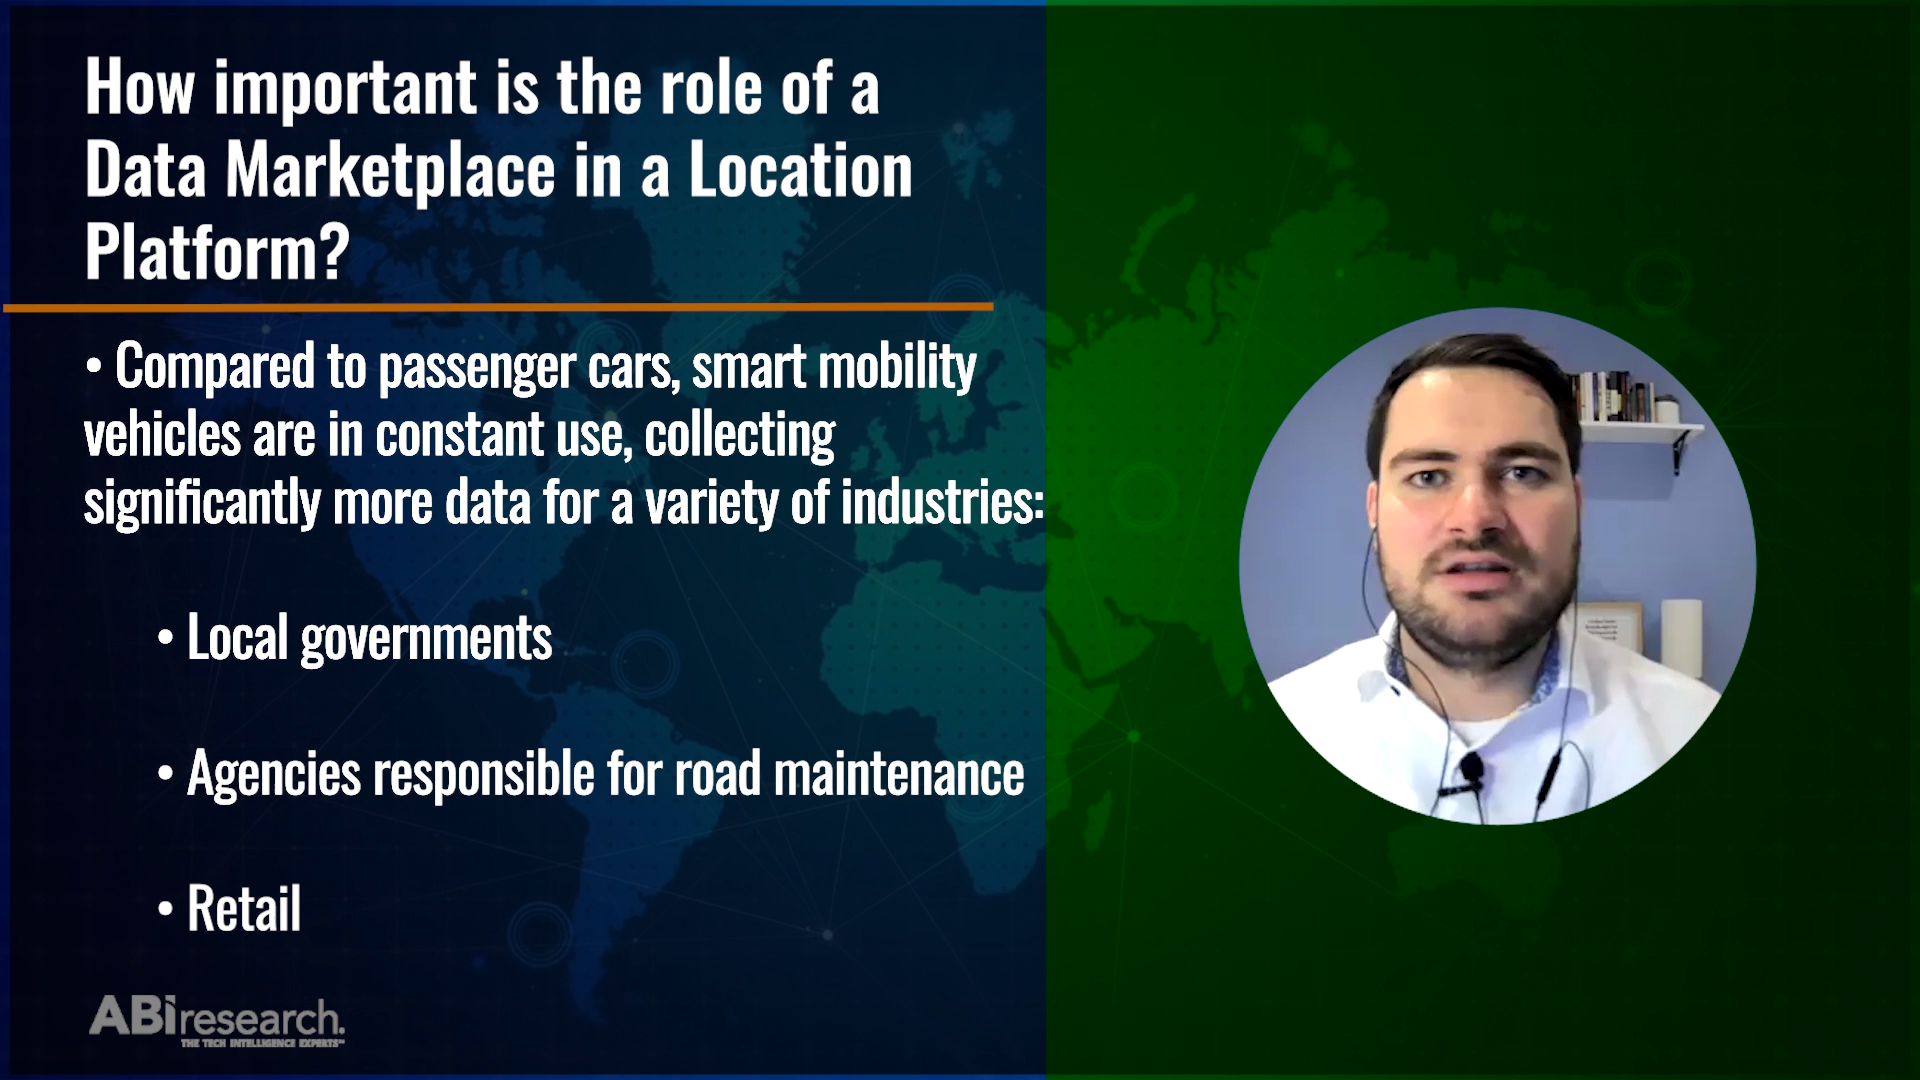 How important is the role of a
Data Marketplace in a Location
Platform?
• Compared to passenger cars, smart mobility
vehicles are in constant use, collecting
significantly more data for a variety of industries:
• Local governments
• Agencies responsible for road maintenance
• Retail
ABiresearch.
THE TECH INTELLIGENCE EXPERTS℠